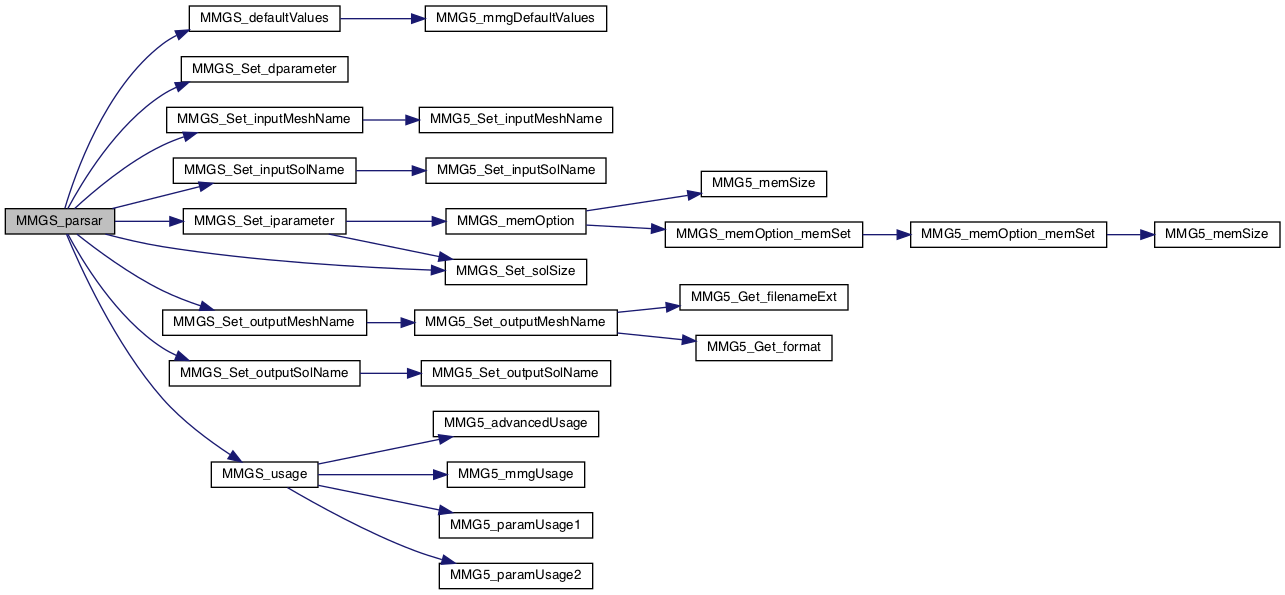 MMGS_defaultValues
MMG5_mmgDefaultValues
MMGS_Set_dparameter
MMGS_Set_inputMeshName
MMG5_Set_inputMeshName
MMGS_Set_inputSolName
MMG5_Set_inputSolName
MMG5_memSize
MMGS_parsar
MMGS_Set_iparameter
MMGS_memOption
MMGS_memOption_memSet
MMG5_memOption_memSet
MMG5_memSize
MMGS_Set_solSize
MMG5_Get_filenameExt
MMGS_Set_outputMeshName
MMG5_Set_outputMeshName
MMG5_Get_format
MMGS_Set_outputSolName
MMG5_Set_outputSolName
MMG5_advancedUsage
MMGS_usage
MMG5_mmgUsage
MMG5_paramUsage1
MMG5_paramUsage2